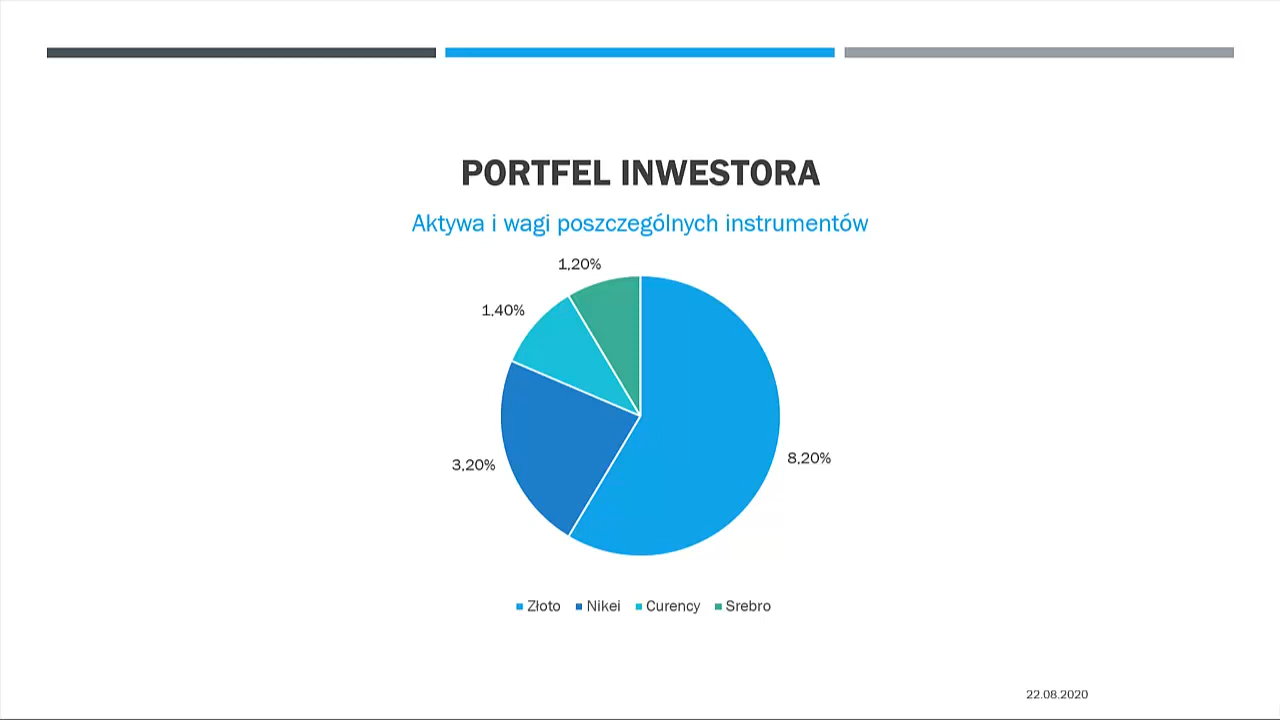 PORTFEL INWESTORA
Aktywa i wagi poszczególnych instrumentów
1,20%
1,40%
3,20%
8,20%
Złoto Nikei Curency Srebro
22.08.2020